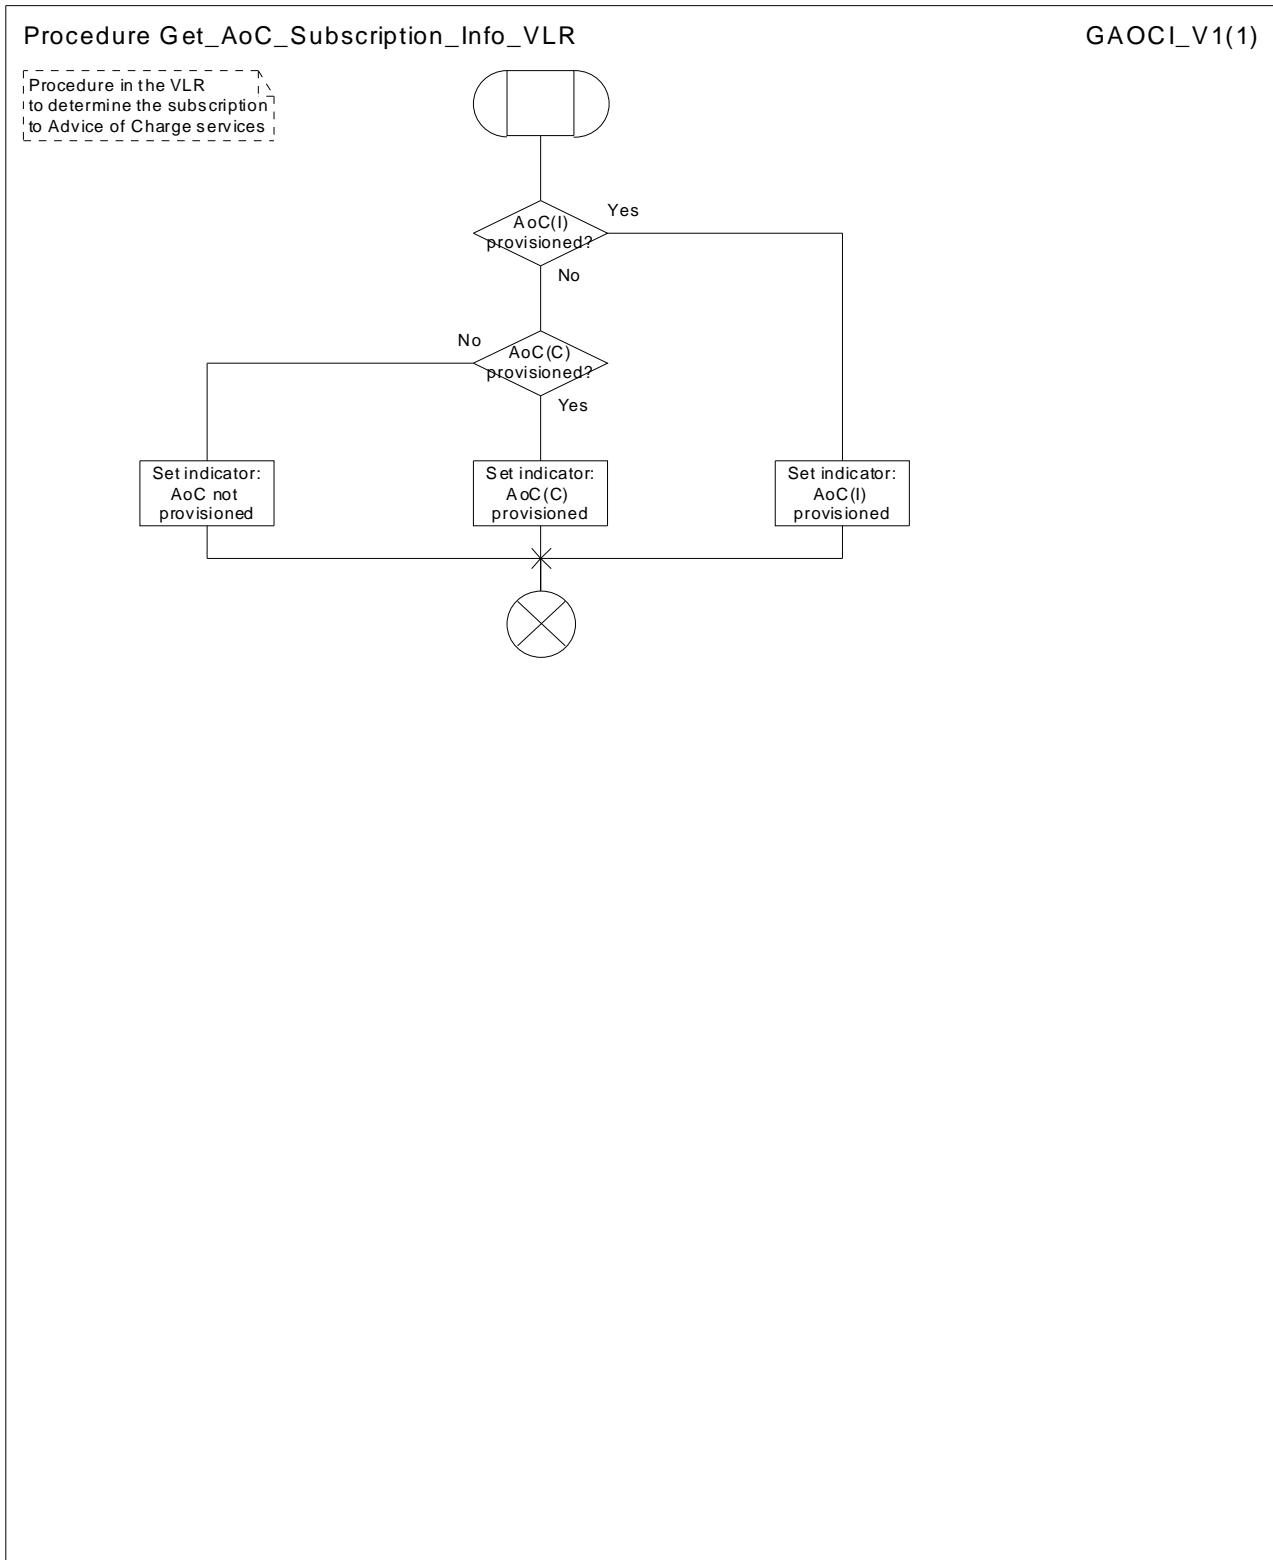 Procedure Get_AoC_Subscription_Info_VLR
GAOCI_V1(1)
Procedure in the VLR
to determine the subscription
to Advice of Charge services
AoC(I)
provisioned?
Yes
No
No
AoC(C)
provisioned?
Yes
Set indicator:
AoC not
provisioned
Set indicator:
AoC(C)
provisioned
Set indicator:
AoC(I)
provisioned